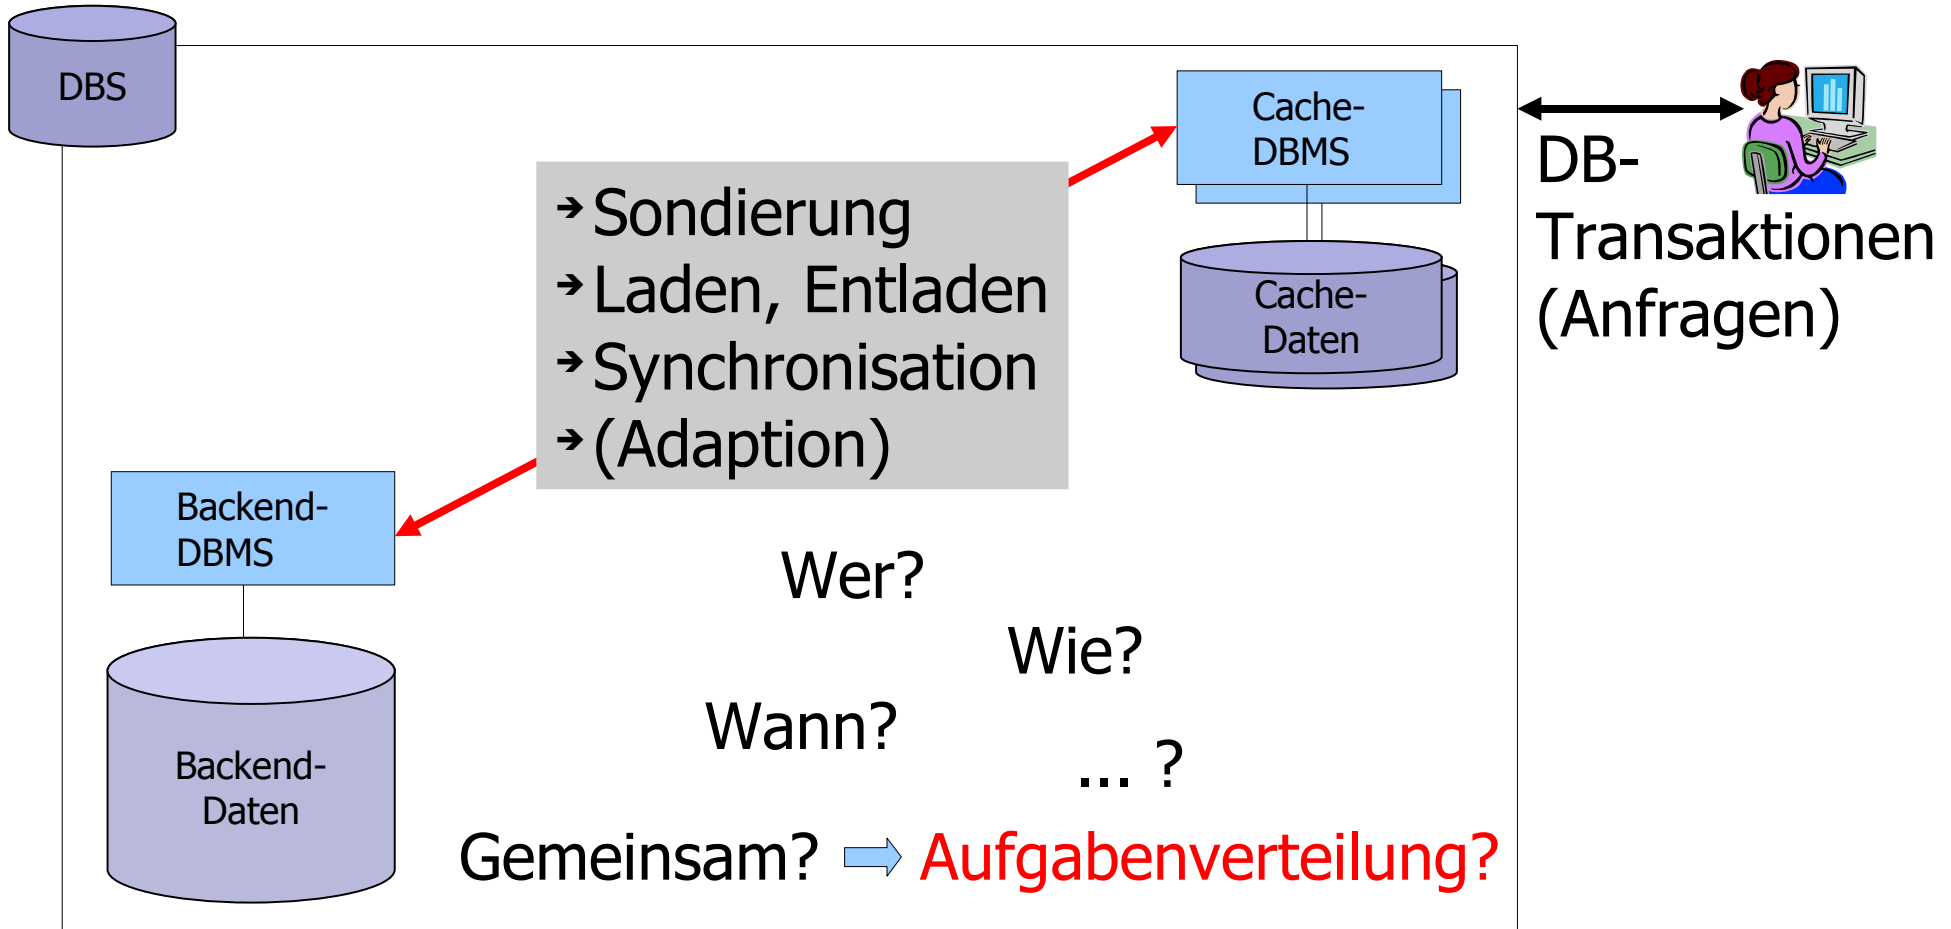 DBS
Cache-
DBMS
DB-
Transaktionen
(Anfragen)
➔Sondierung
➔Laden, Entladen
➔Synchronisation
➔(Adaption)
Cache-
Daten
Backend-
DBMS
Wer?
Wie?
Wann?
... ?
Backend-
Daten
Gemeinsam? Aufgabenverteilung?